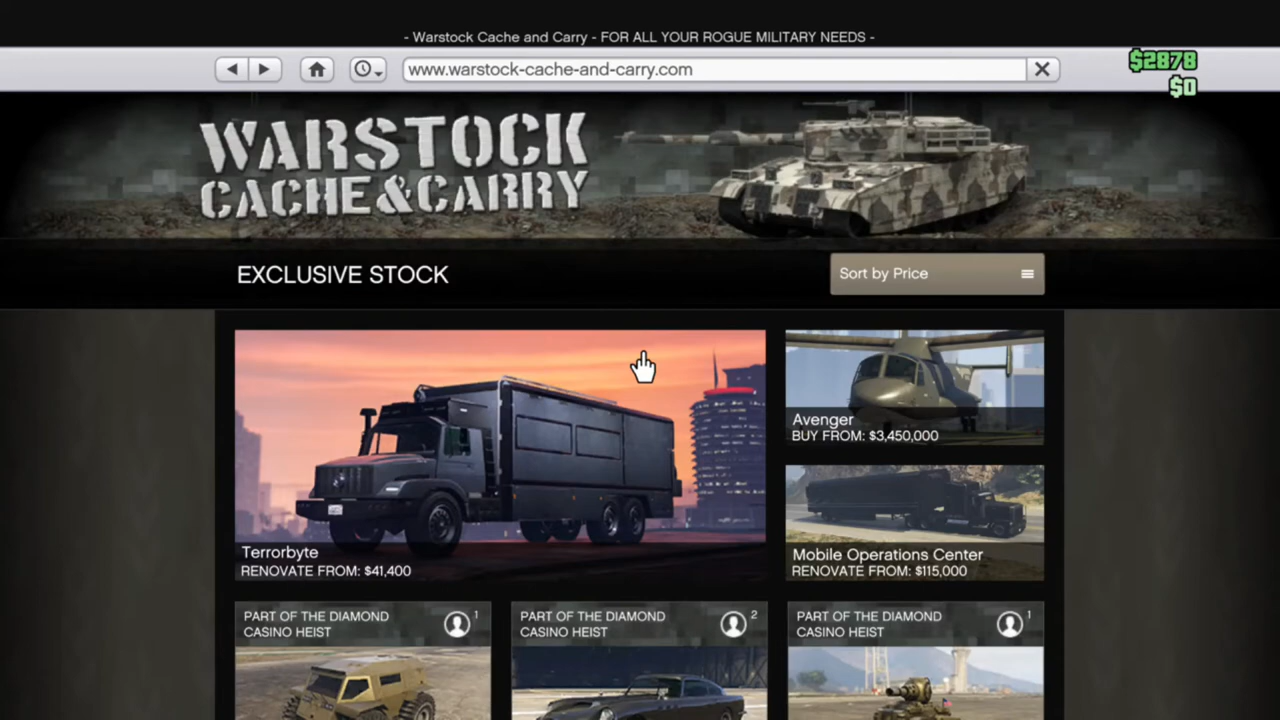 - Warstock Cache and Carry - FOR ALL YOUR ROGUE MILITARY NEEDS -
www.warstock-cache-and-carry.com
$2878
$0
WARSTOCK
CACHE&CARRY
EXCLUSIVE STOCK
Sort by Price
Terrorbyte
RENOVATE FROM: $41,400
Avenger
BUY FROM: $3,450,000
Mobile Operations Center
RENOVATE FROM: $115,000
PART OF THE DIAMOND
CASINO HEIST
1
PART OF THE DIAMOND
CASINO HEIST
2
PART OF THE DIAMOND
CASINO HEIST
1